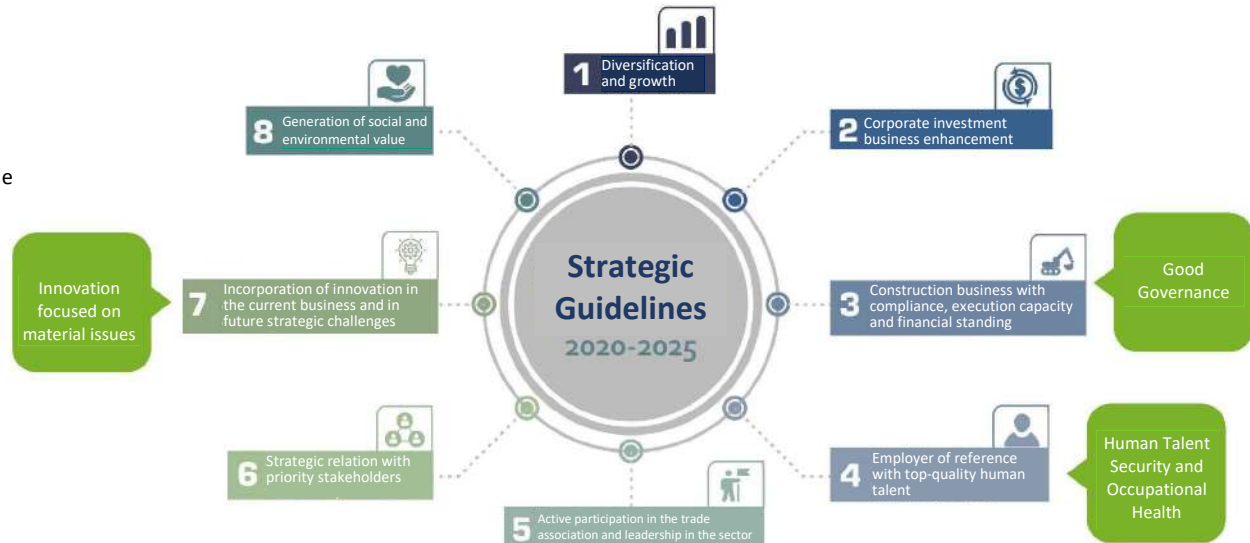 1 Diversification
and growth
8 Generation of social and
environmental value
2 Corporate investment
business enhancement
e
Innovation
focused on
material issues
7 Incorporation of innovation in
the current business and in
future strategic challenges
Strategic
Guidelines
2020-2025
3 Construction business with
compliance, execution capacity
and financial standing
Good
Governance
6 Strategic relation with
priority stakeholders
5 Active participation in the trade
association and leadership in the sector
4 Employer of reference
with top-quality human
talent
Human Talent
Security and
Occupational
Health